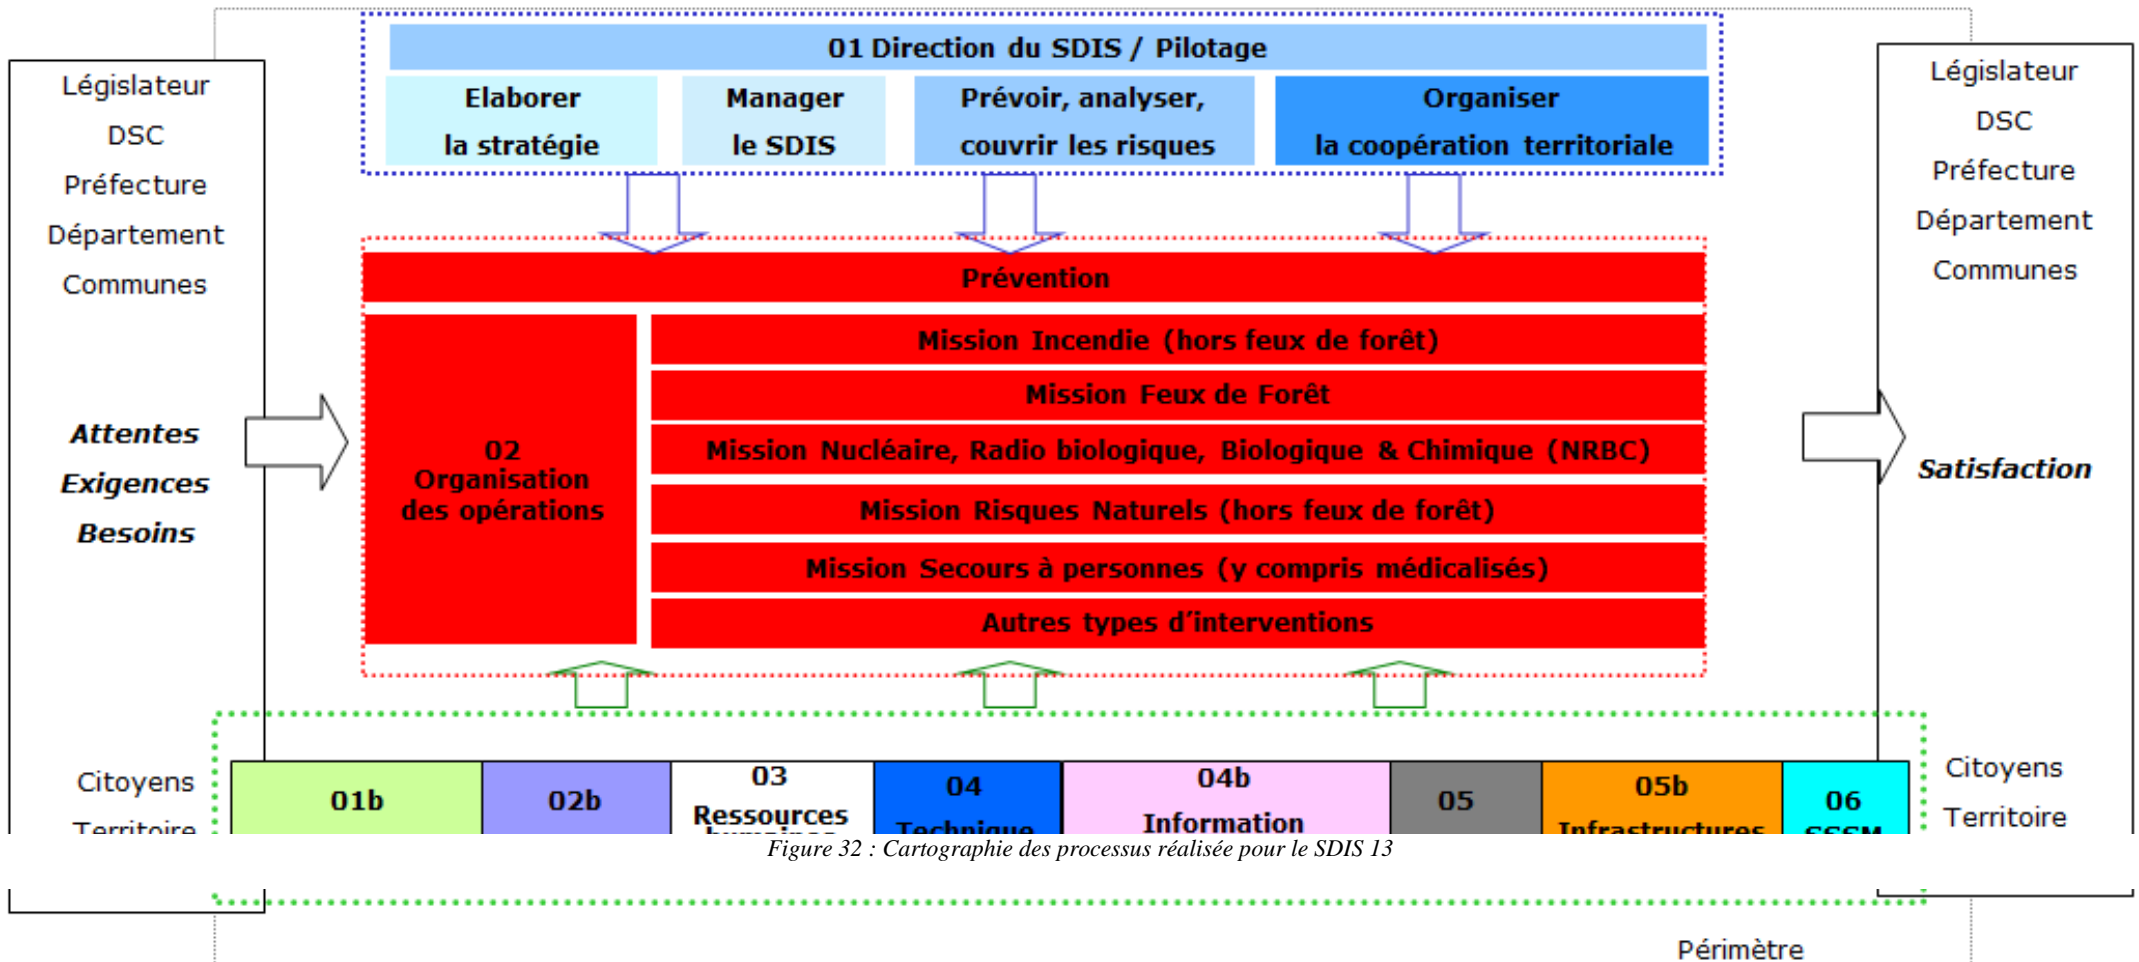 01 Direction du SDIS / Pilotage
Elaborer
la stratégie
Manager
le SDIS
Prévoir, analyser,
couvrir les risques
Organiser
la coopération territoriale
Législateur
DSC
Préfecture
Département
Communes
Attentes
Exigences
Besoins
Citoyens
Territoire
Prévention
02
Organisation
des opérations
Mission Incendie (hors feux de forêt)
Mission Feux de Forêt
Mission Nucléaire, Radio biologique, Biologique & Chimique (NRBC)
Mission Risques Naturels (hors feux de forêt)
Mission Secours à personnes (y compris médicalisés)
Autres types d’interventions
Législateur
DSC
Préfecture
Département
Communes
Satisfaction
Citoyens
Territoire
01b
02b
03
Ressources
humaines
04
Technique
04b
Information
05
05b
Infrastructures
06
SSSM
Figure 32 : Cartographie des processus réalisée pour le SDIS 13
Périmètre